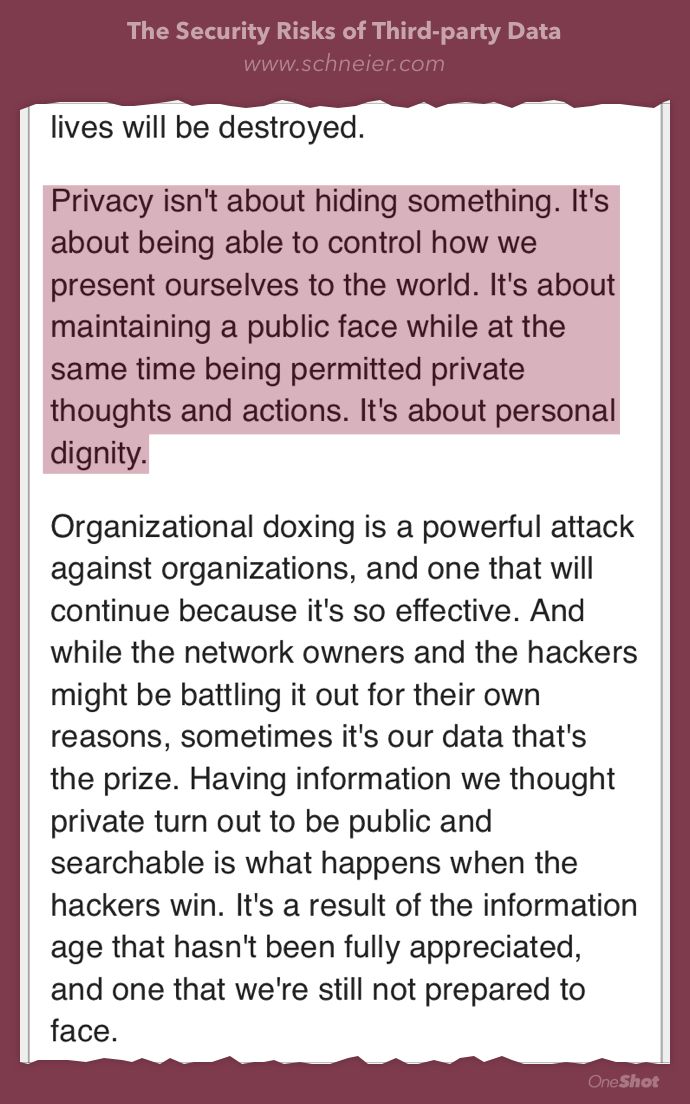 The Security Risks of Third-party Data
www.schneier.com
lives will be destroyed.
Privacy isn't about hiding something. It's
about being able to control how we
present ourselves to the world. It's about
maintaining a public face while at the
same time being permitted private
thoughts and actions. It's about personal
dignity.
Organizational doxing is a powerful attack
against organizations, and one that will
continue because it's so effective. And
while the network owners and the hackers
might be battling it out for their own
reasons, sometimes it's our data that's
the prize. Having information we thought
private turn out to be public and
searchable is what happens when the
hackers win. It's a result of the information
age that hasn't been fully appreciated,
and one that we're still not prepared to
face.
OneShot